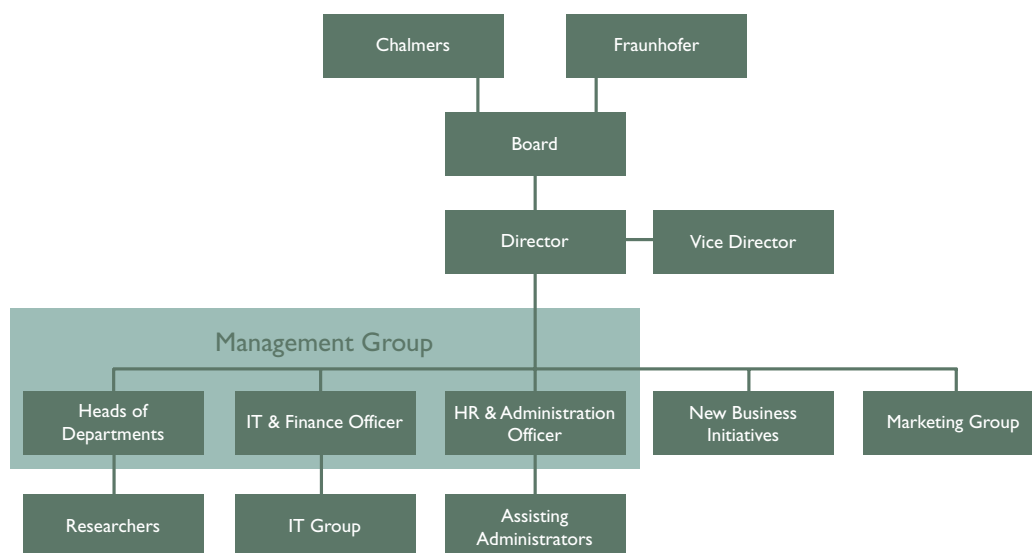 Chalmers
Fraunhofer
Board
Director
Vice Director
Management Group
Heads of
Departments
IT & Finance Officer
HR & Administration
Officer
New Business
Initiatives
Marketing Group
Researchers
IT Group
Assisting
Administrators